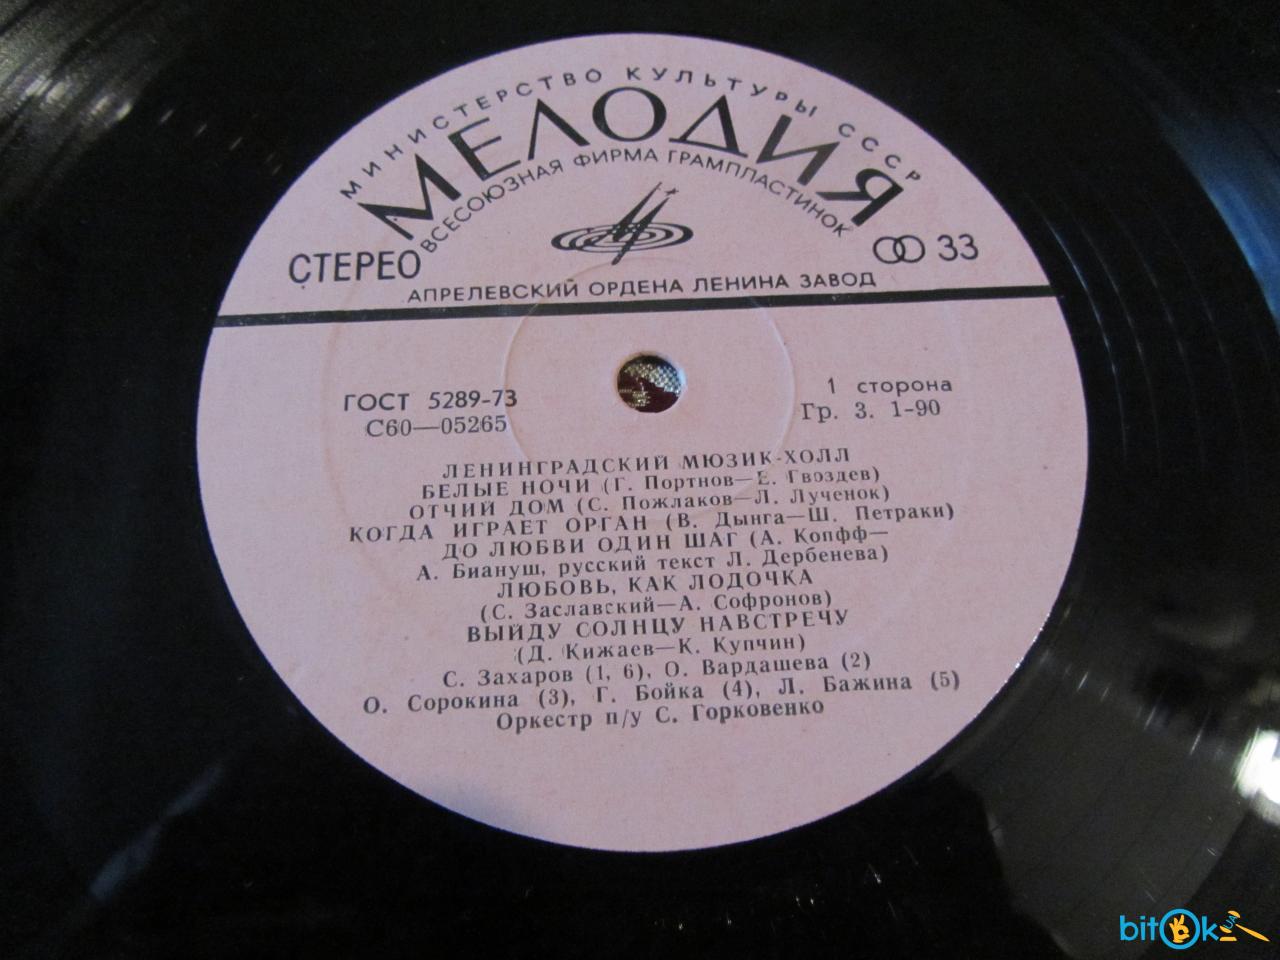 МИНИСТЕРСТВО КУЛЬТУРЫ СССР
МЕЛОДИЯ
ВСЕСОЮЗНАЯ ФИРМА ГРАМПЛАСТИНОК
СТЕРЕО
33
АПРЕЛЕВСКИЙ ОРДЕНА ЛЕНИНА ЗАВОД
ГОСТ 5289-73
1 сторона
С60—05265
Гр. 3. 1-90
ЛЕНИНГРАДСКИЙ МЮЗИК-ХОЛЛ
БЕЛЫЕ НОЧИ (Г. Портнов—Е. Гвоздев)
ОТЧИЙ ДОМ (С. Пожлаков—Л. Лученок)
КОГДА ИГРАЕТ ОРГАН (В. Дынга—Ш. Петраки)
ДО ЛЮБВИ ОДИН ШАГ (А. Копфф—
А. Биануш, русский текст Л. Дербенева)
ЛЮБОВЬ, КАК ЛОДОЧКА
(С. Заславский—А. Софронов)
ВЫЙДУ СОЛНЦУ НАВСТРЕЧУ
(Д. Кижаев—К. Купчин)
С. Захаров (1, 6), О. Вардашева (2)
О. Сорокина (3), Г. Бойка (4), Л. Бажина (5)
Оркестр п/у С. Горковенко
bitOk UA